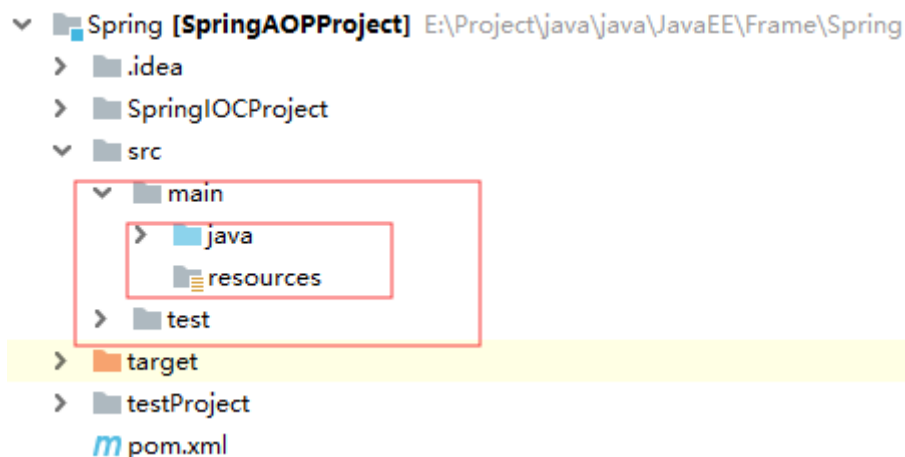 Spring [SpringAOPProject] E:\Project\java\java\JavaEE\Frame\Spring
.idea
SpringIOCProject
src
main
java
resources
test
target
testProject
pom.xml